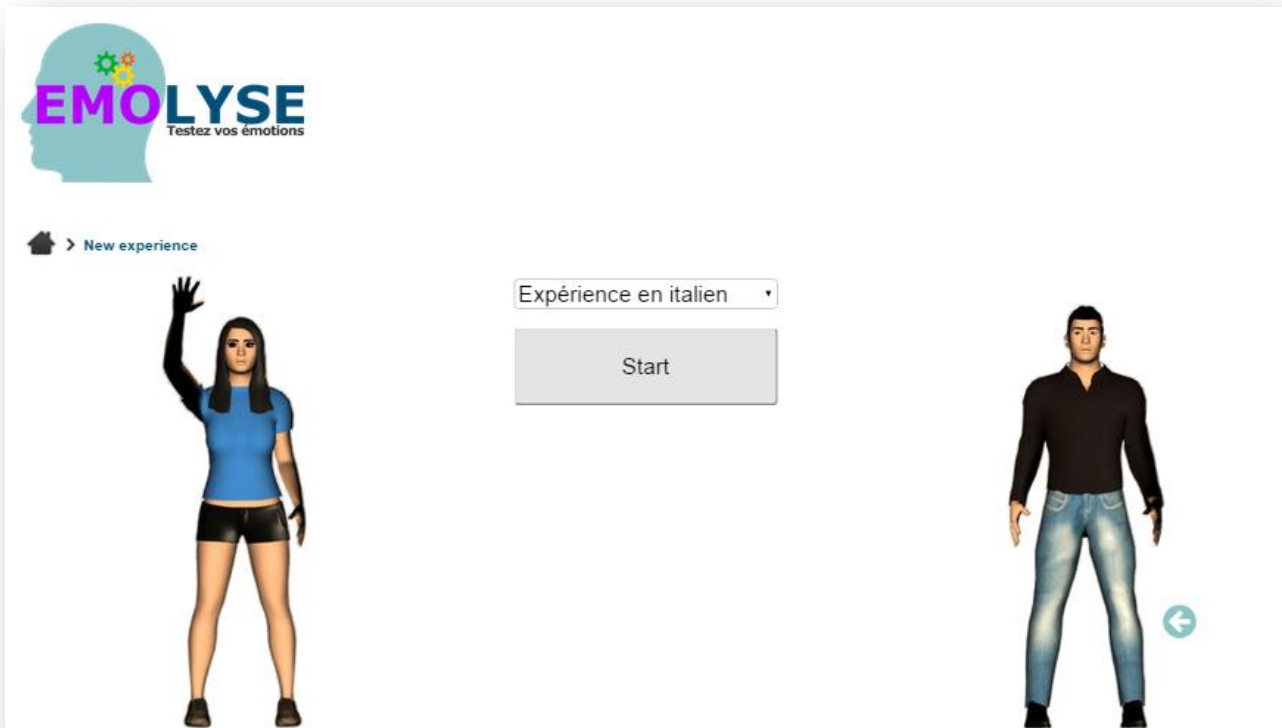 EMOLYSE
Testez vos émotions
New experience
Expérience en italien
Start